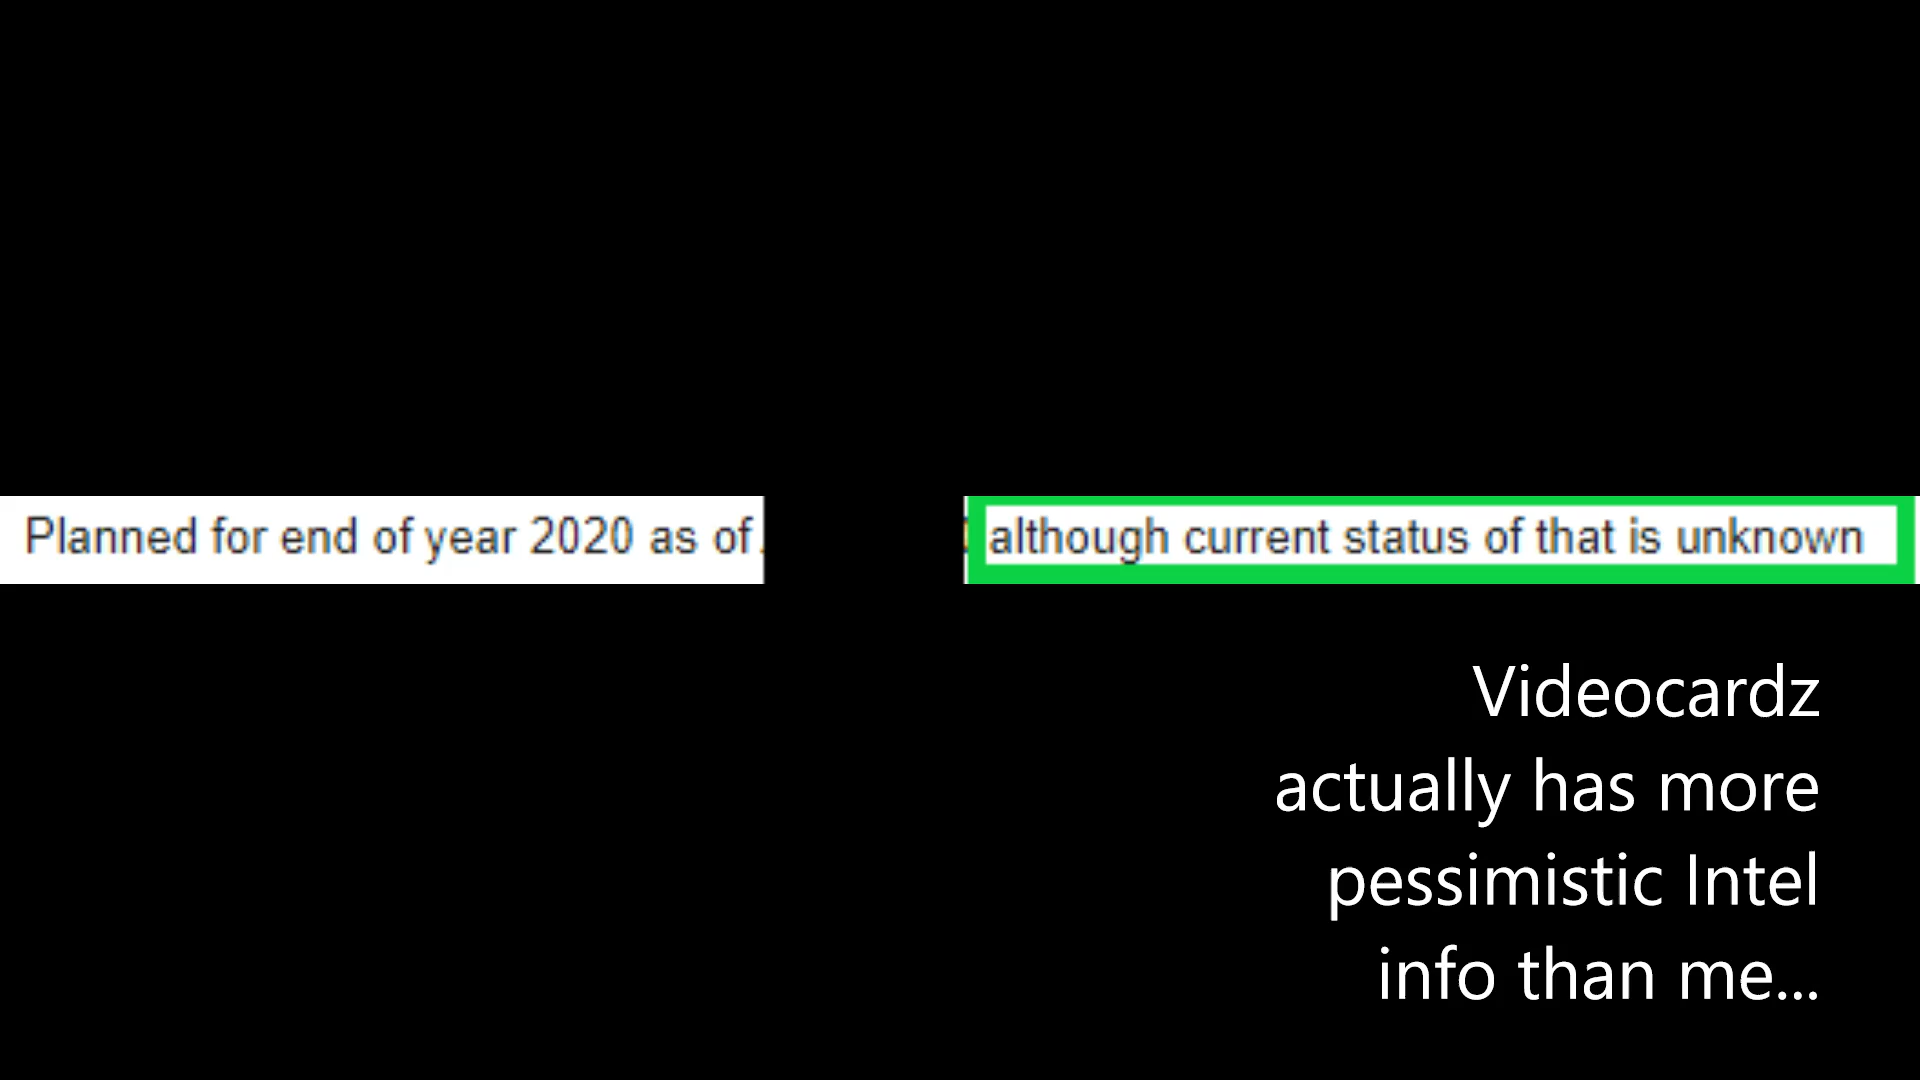 Planned for end of year 2020 as of although current status of that is unknown
Videocardz
actually has more
pessimistic Intel
info than me...